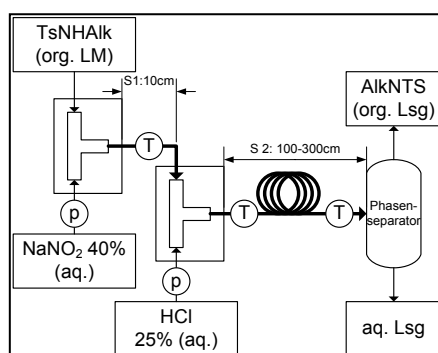 TsNHAlk
(org. LM)
S1:10cm
AlkNTS
(org. Lsg)
S 2: 100-300cm
T
T
T
Phasen-
separator
p
p
NaNO₂ 40%
(aq.)
HCl
25% (aq.)
aq. Lsg